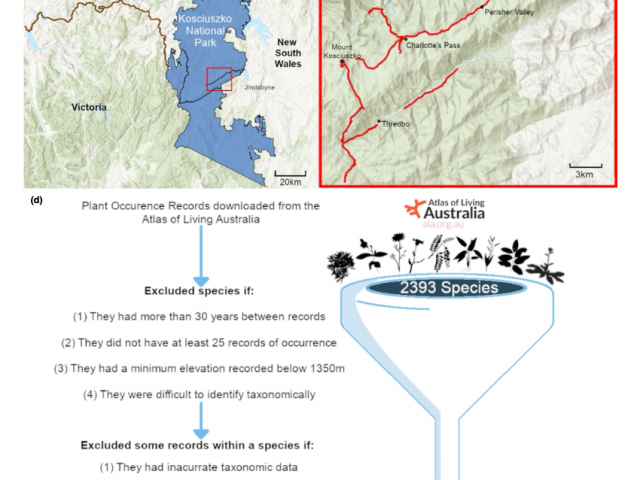 Kosciuszko
National
Park
New
South
Wales
Jindabyne
Victoria
20km
Perisher Valley
Charlotte's Pass
Mount
Kosciuszko
Thredbo
3km
(d)
Plant Occurence Records downloaded from the
Atlas of Living Australia
Excluded species if:
(1) They had more than 30 years between records
(2) They did not have at least 25 records of occurrence
(3) They had a minimum elevation recorded below 1350m
(4) They were difficult to identify taxonomically
Excluded some records within a species if:
(1) They had inacurrate taxonomic data
Atlas of Living
Australia
ala.org.au
2393 Species